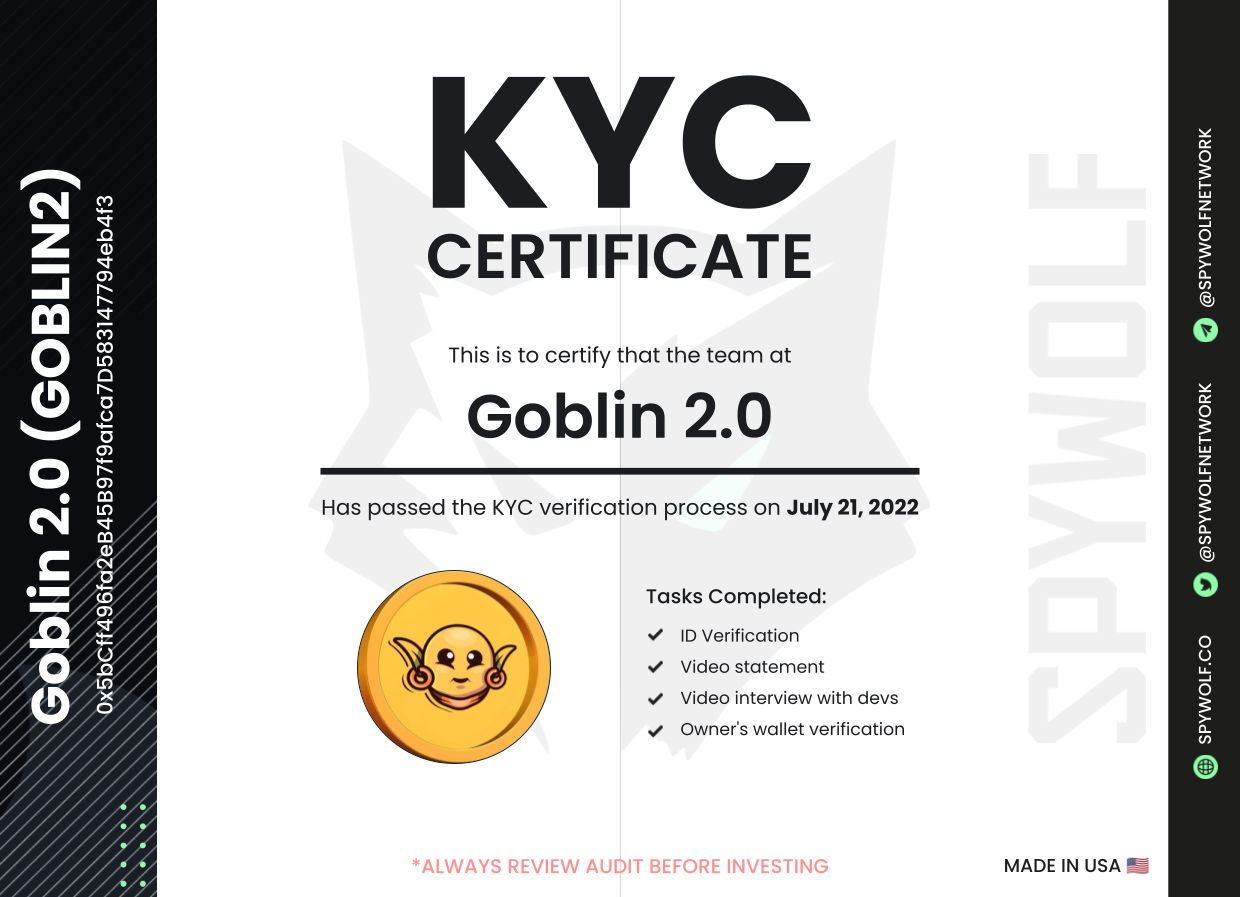 Goblin 2.0 (GOBLIN2)
0x5bCff496fa2eB45B97f9afca7D583147794eb4f3
KYC
CERTIFICATE
This is to certify that the team at
Goblin 2.0
Has passed the KYC verification process on July 21, 2022
Tasks Completed:
ID Verification
Video statement
Video interview with devs
Owner's wallet verification
*ALWAYS REVIEW AUDIT BEFORE INVESTING
MADE IN USA 🇺🇸
SPYWOLF
SPYWOLF.CO
@SPYWOLFNETWORK
@SPYWOLFNETWORK